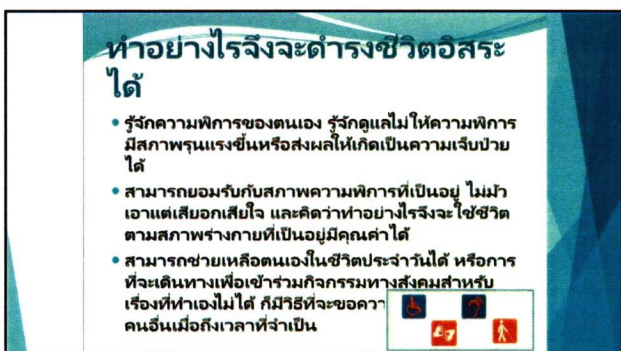 ทำอย่างไรจึงจะดำรงชีวิตอิสระ
ได้
• รู้จักความพิการของตนเอง รู้จักดูแลไม่ให้ความพิการ
มีสภาพรุนแรงขึ้นหรือส่งผลให้เกิดเป็นความเจ็บป่วย
ได้
• สามารถยอมรับกับสภาพความพิการที่เป็นอยู่ ไม่มัว
เอาแต่เสียอกเสียใจ และคิดว่าทำอย่างไรจึงจะใช้ชีวิต
ตามสภาพร่างกายที่เป็นอยู่มีคุณค่าได้
• สามารถช่วยเหลือตนเองในชีวิตประจำวันได้ หรือการ
ที่จะเดินทางเพื่อเข้าร่วมกิจกรรมทางสังคมสำหรับ
เรื่องที่ทำเองไม่ได้ ก็มีวิธีที่จะขอควา
คนอื่นเมื่อถึงเวลาที่จำเป็น